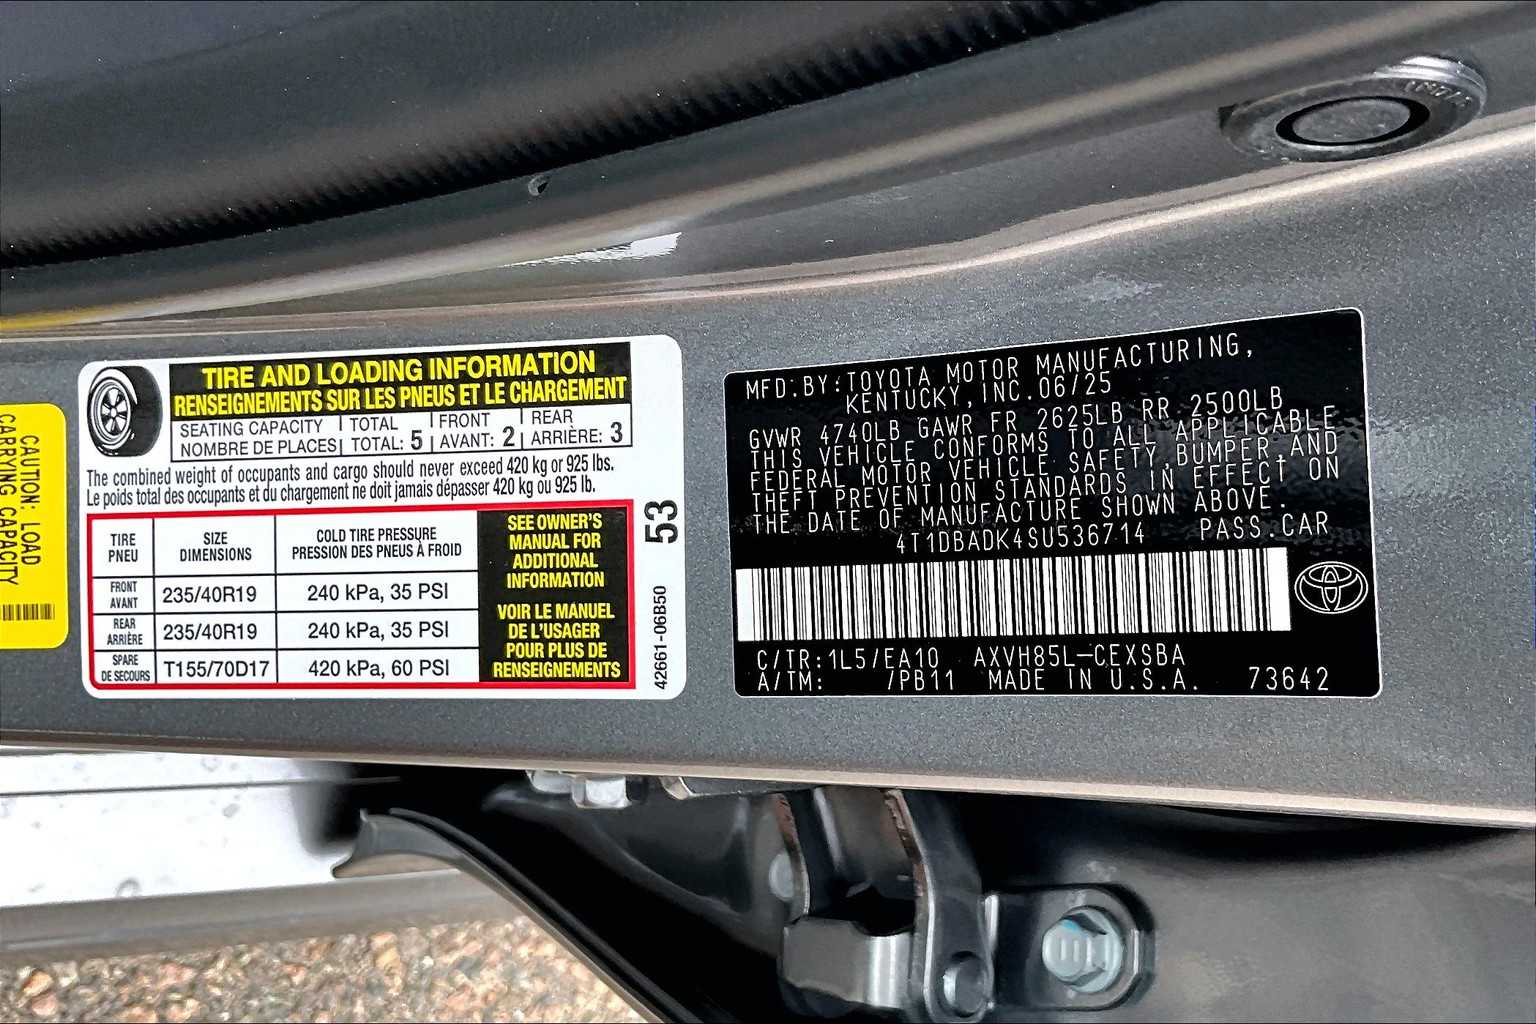 CAUTION: LOAD
CARRYING CAPACITY
TIRE AND LOADING INFORMATION
RENSEIGNEMENTS SUR LES PNEUS ET LE CHARGEMENT
SEATING CAPACITY TOTAL FRONT REAR
NOMBRE DE PLACES TOTAL: 5 AVANT: 2 ARRIÈRE: 3
The combined weight of occupants and cargo should never exceed 420 kg or 925 lbs.
Le poids total des occupants et du chargement ne doit jamais dépasser 420 kg ou 925 lb.
TIRE
PNEU
SIZE
DIMENSIONS
COLD TIRE PRESSURE
PRESSION DES PNEUS À FROID
FRONT
AVANT
235/40R19
240 kPa, 35 PSI
REAR
ARRIÈRE
235/40R19
240 kPa, 35 PSI
SPARE
DE SECOURS
T155/70D17
420 kPa, 60 PSI
SEE OWNER'S
MANUAL FOR
ADDITIONAL
INFORMATION
VOIR LE MANUEL
DE L'USAGER
POUR PLUS DE
RENSEIGNEMENTS
53
42661-06B50
MFD.BY:TOYOTA MOTOR MANUFACTURING,
KENTUCKY, INC. 06/25
GVWR 4740LB GAWR FR 2625LB RR 2500LB
THIS VEHICLE CONFORMS TO ALL APPLICABLE
FEDERAL MOTOR VEHICLE SAFETY, BUMPER, AND
THEFT PREVENTION STANDARDS IN EFFECT ON
THE DATE OF MANUFACTURE SHOWN ABOVE.
4T1DBADK4SU536714 PASS.CAR
C/TR:1L5/EA10 AXVH85L-CEXSBA
A/TM: /PB11 MADE IN U.S.A. 73642